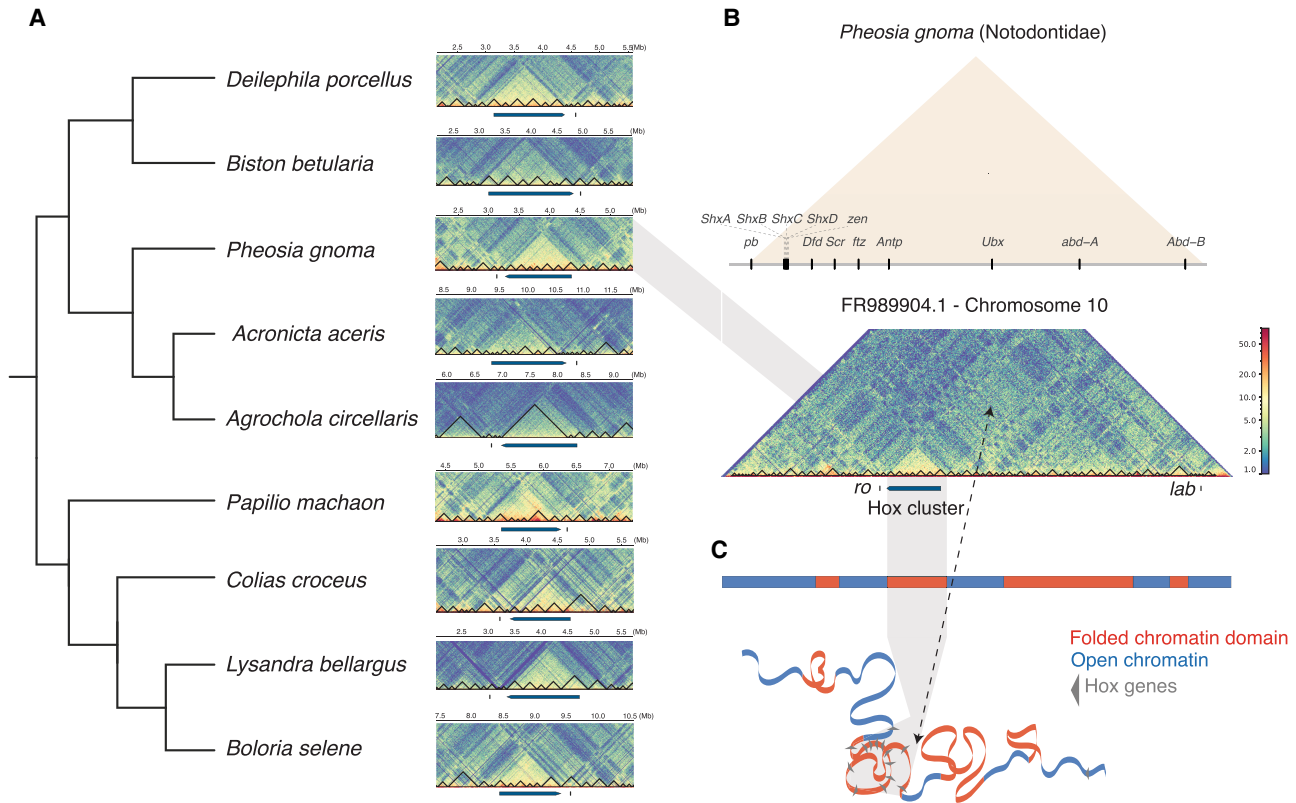 A
2,5 3,0 3,5 4,0 4,5 5,0 5,5 (Mb)
Deilephila porcellus
2.5 3.0 3.5 4.0 4.5 5.0 5.5 (Mb)
Biston betularia
2,5 3,0 3,5 4,0 4,5 5,0 (Mb)
Pheosia gnoma
8.5 9.0 9.5 10.0 10.5 11.0 11.5 (Mb)
Acronicta aceris
6.0 6.5 7.0 7.5 8.0 8.5 9.0 (Mb)
Agrochola circellaris
4.5 5.0 5.5 6.0 6.5 7.0 (Mb)
Papilio machaon
3.0 3.5 4.0 4.5 5.0 5.5 (Mb)
Colias croceus
2.5 3.0 3.5 4.0 4.5 5.0 5.5 (Mb)
Lysandra bellargus
7.5 8.0 8.5 9.0 9.5 10.0 10.5 (Mb)
Boloria selene
B
Pheosia gnoma (Notodontidae)
ShxA ShxB ShxC ShxD zen
pb Dfd Scr ftz Antp Ubx abd–A Abd–B
FR989904.1 - Chromosome 10
50.0
20.0
10.0
5.0
2.0
1.0
ro lab
Hox cluster
C
Folded chromatin domain
Open chromatin
Hox genes